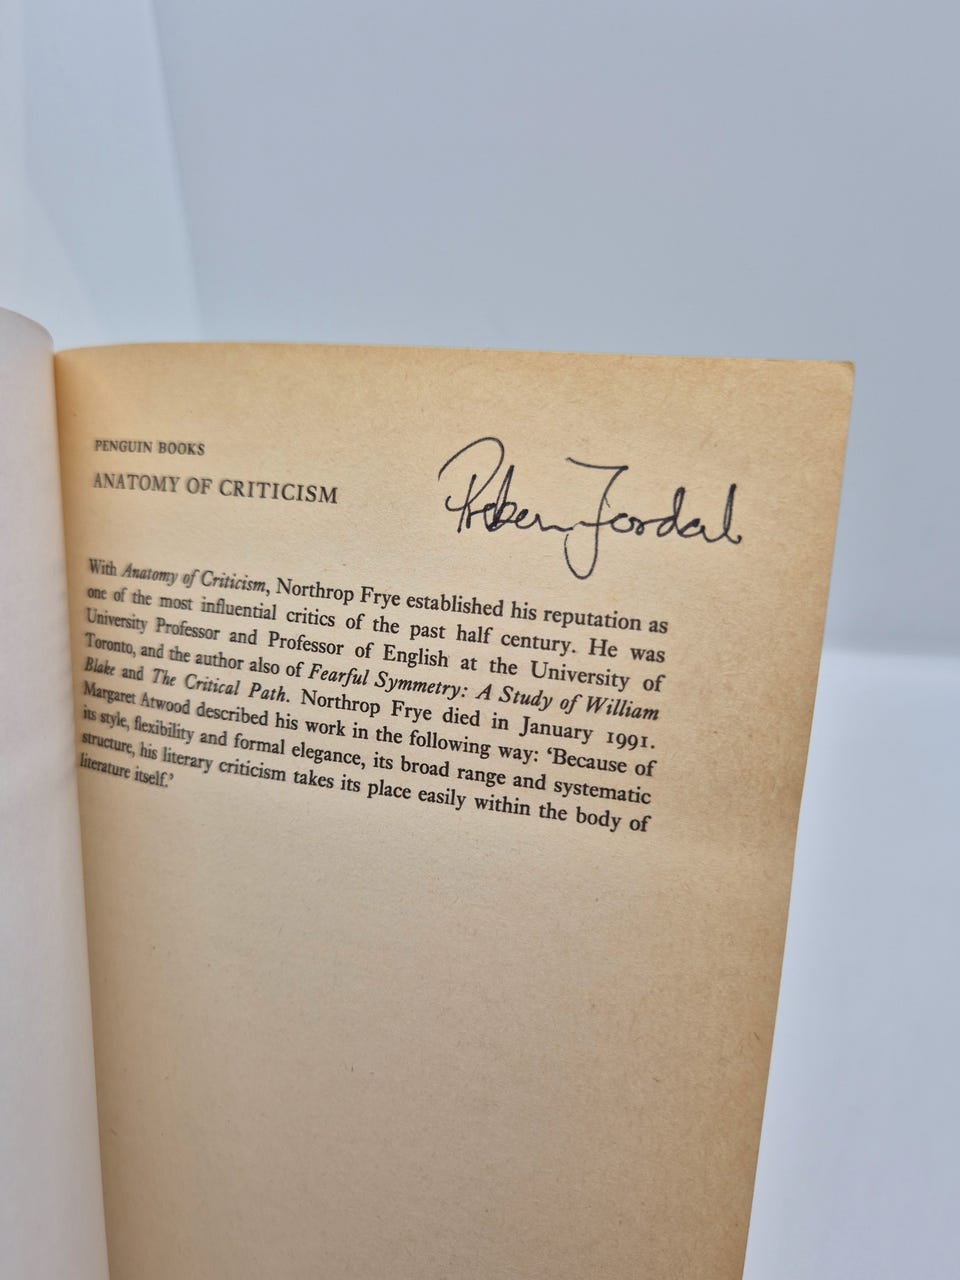 PENGUIN BOOKS
ANATOMY OF CRITICISM
Preben Jordal
With Anatomy of Criticism, Northrop Frye established his reputation as
one of the most influential critics of the past half century. He was
University Professor and Professor of English at the University of
Toronto, and the author also of Fearful Symmetry: A Study of William
Blake and The Critical Path. Northrop Frye died in January 1991.
Margaret Atwood described his work in the following way: ‘Because of
its style, flexibility and formal elegance, its broad range and systematic
structure, his literary criticism takes its place easily within the body of
literature itself.’